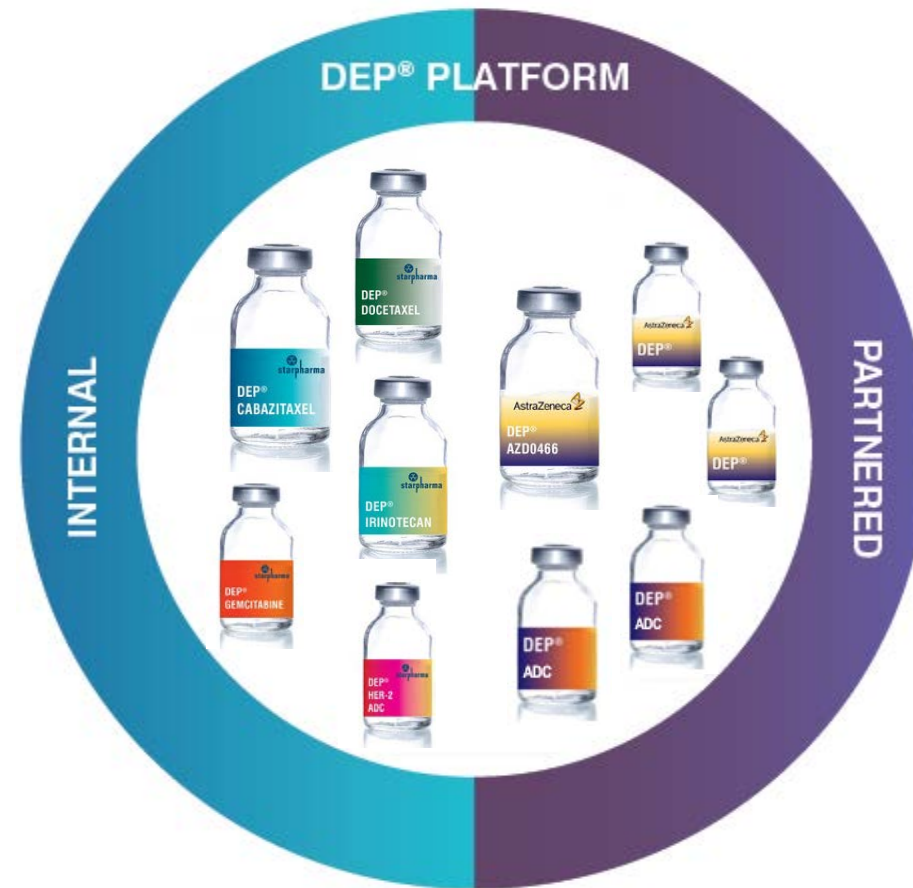 DEP® PLATFORM
INTERNAL
PARTNERED
starpharma
DEP®
DOCETAXEL
starpharma
DEP®
CABAZITAXEL
starpharma
DEP®
IRINOTECAN
starpharma
DEP®
GEMCITABINE
starpharma
DEP®
HER-2
ADC
AstraZeneca
DEP®
AZD0466
AstraZeneca
DEP®
AstraZeneca
DEP®
DEP®
ADC
DEP®
ADC